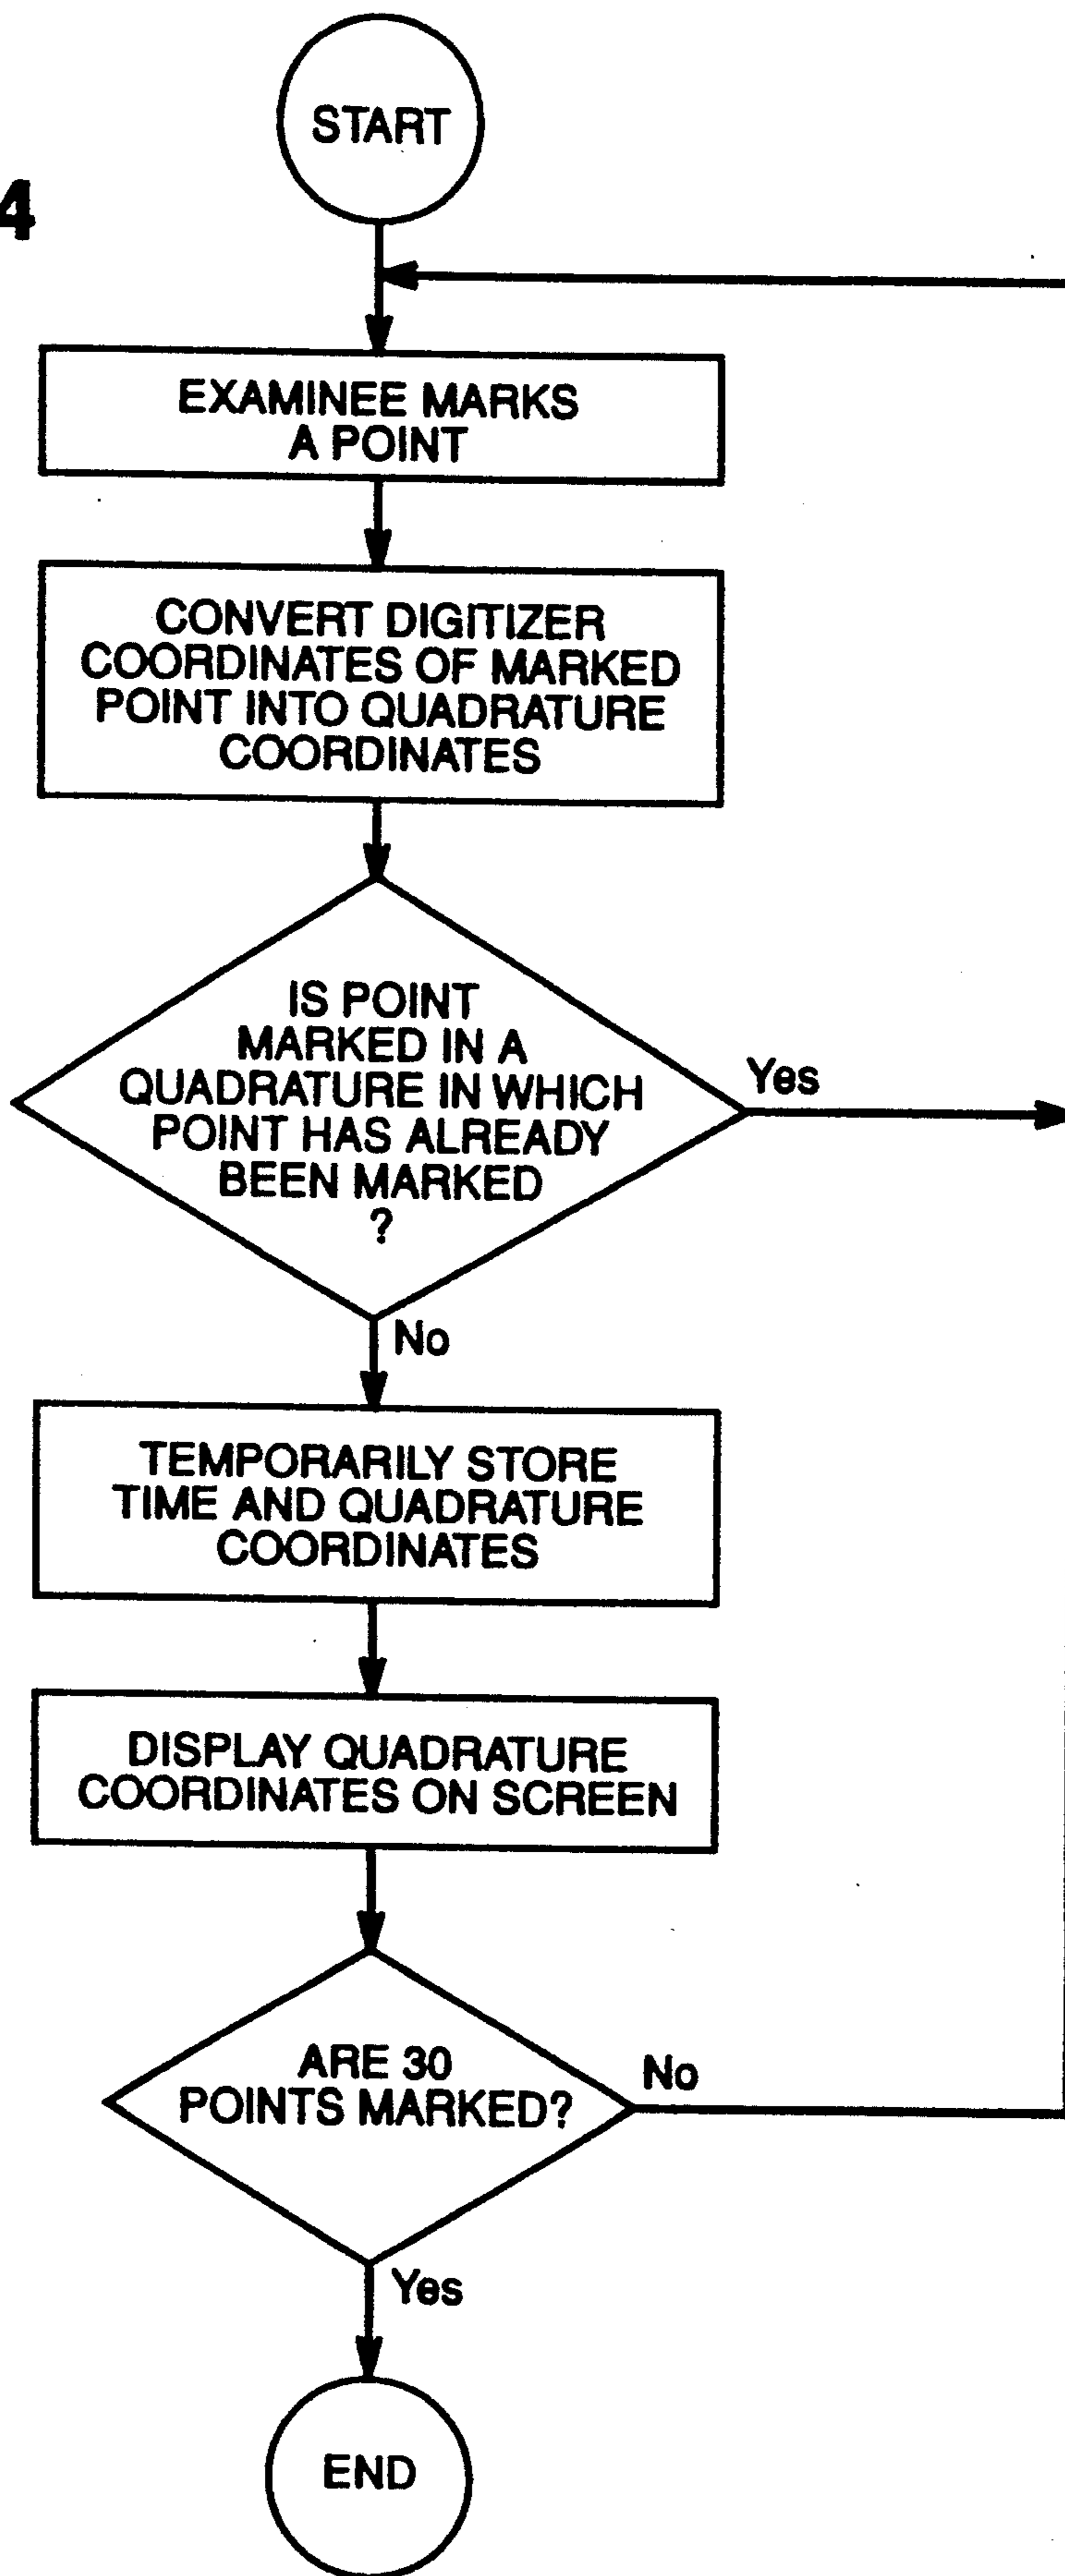 START
4
EXAMINEE MARKS
A POINT
CONVERT DIGITIZER
COORDINATES OF MARKED
POINT INTO QUADRATURE
COORDINATES
IS POINT
MARKED IN A
QUADRATURE IN WHICH
POINT HAS ALREADY
BEEN MARKED
?
Yes
No
TEMPORARILY STORE
TIME AND QUADRATURE
COORDINATES
DISPLAY QUADRATURE
COORDINATES ON SCREEN
ARE 30
POINTS MARKED?
No
Yes
END